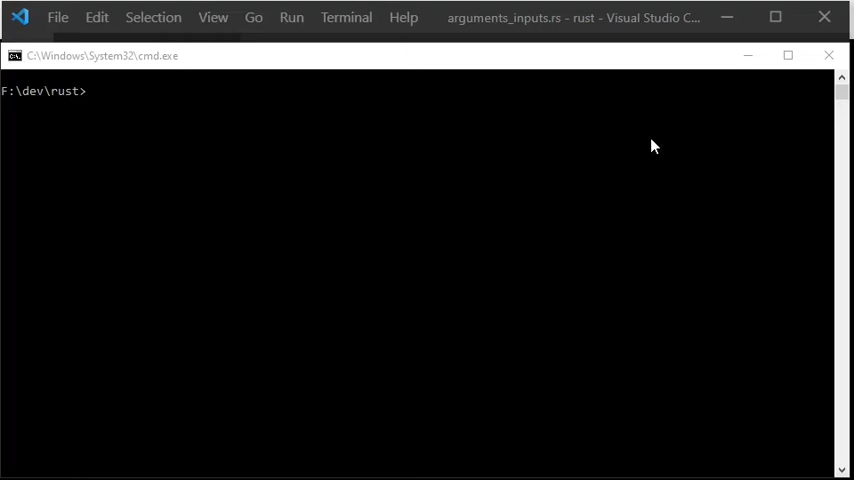 File Edit Selection View Go Run Terminal Help arguments_inputs.rs - rust - Visual Studio C...
C:\Windows\System32\cmd.exe
F:\dev\rust>